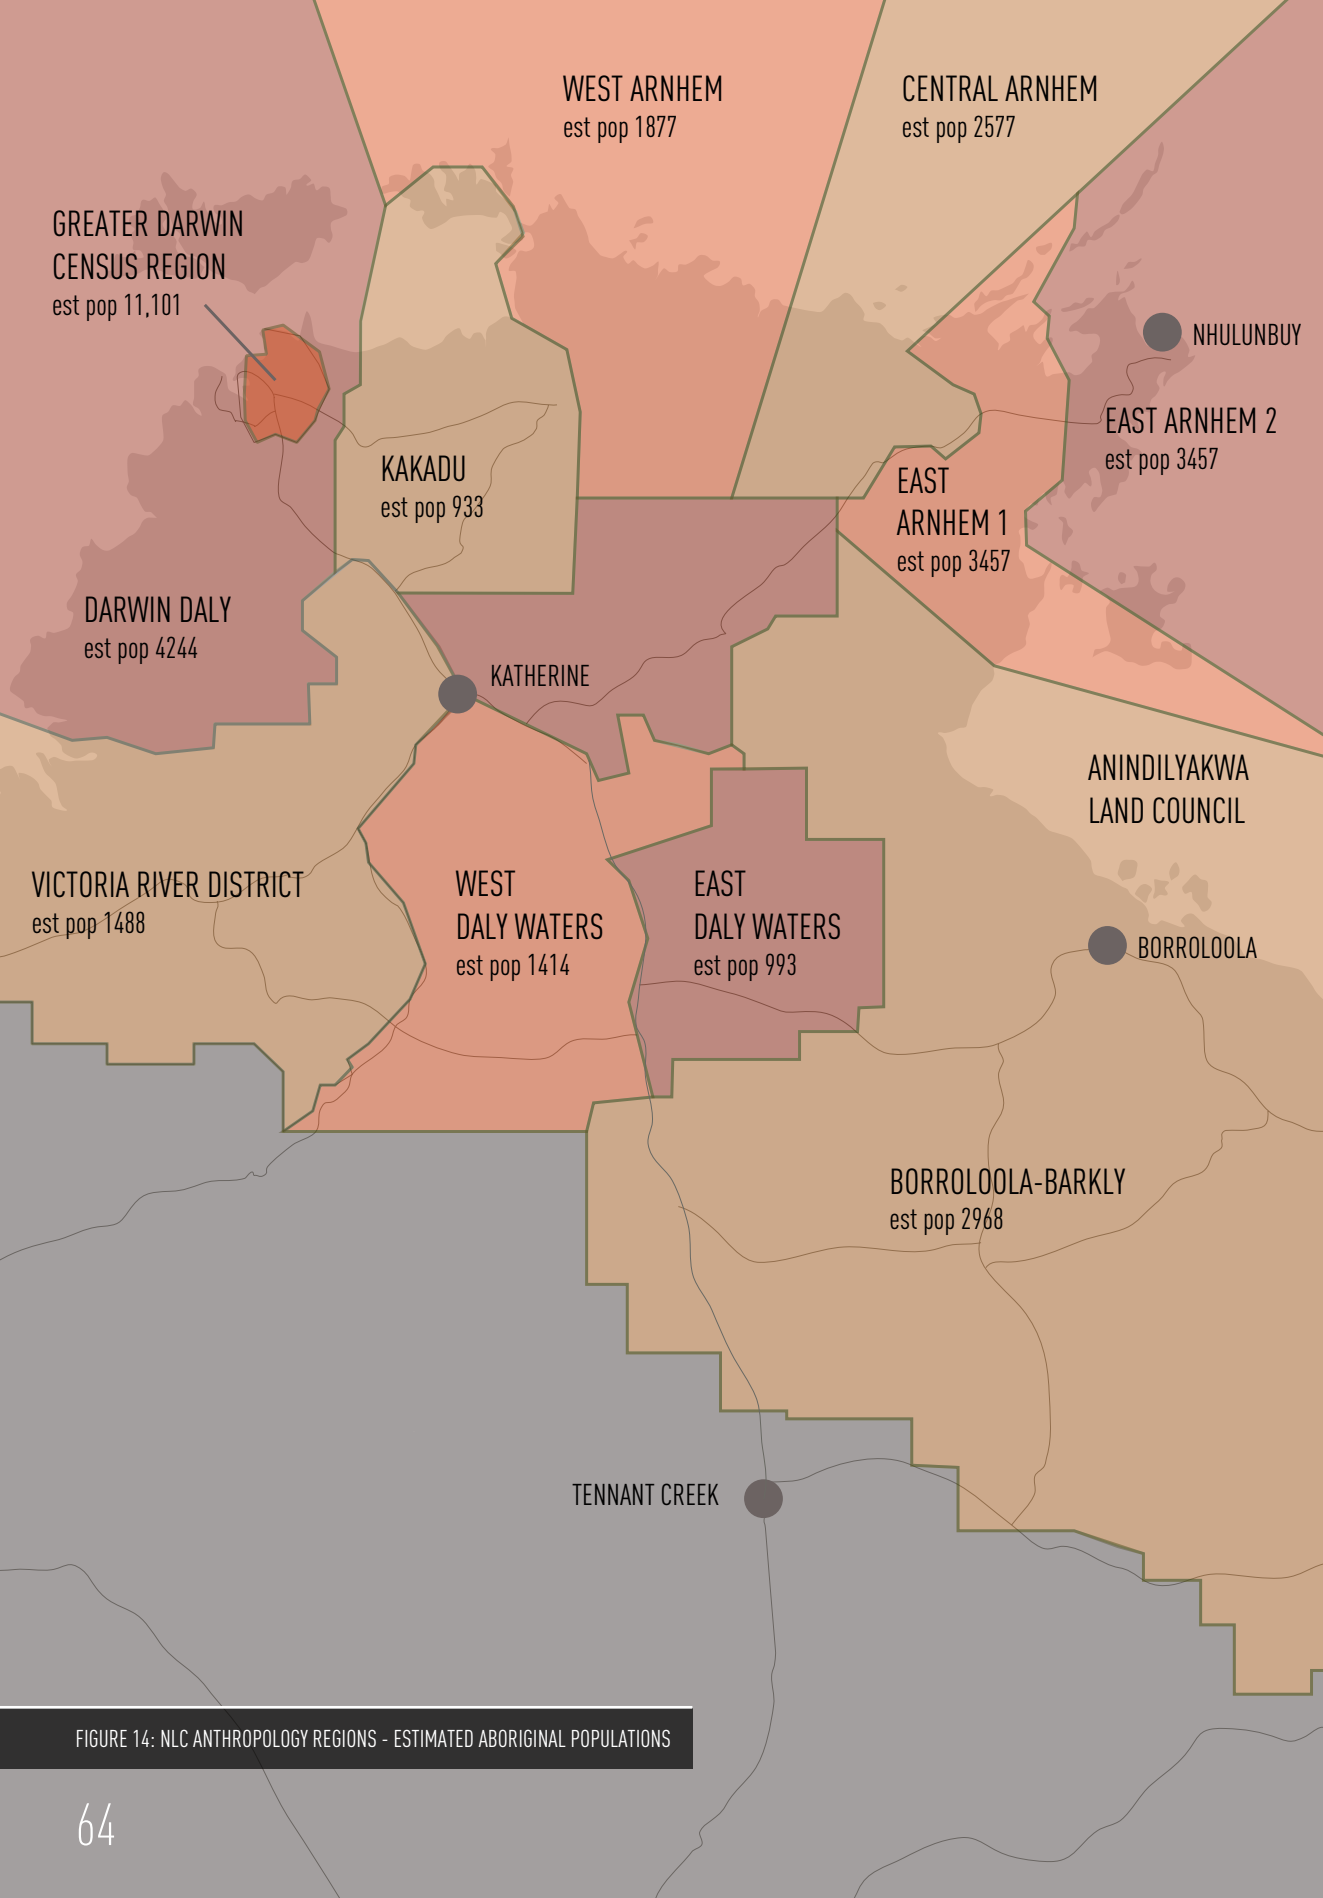 WEST ARNHEM
est pop 1877
CENTRAL ARNHEM
est pop 2577
GREATER DARWIN
CENSUS REGION
est pop 11,101
NHULUNBUY
EAST ARNHEM 2
est pop 3457
KAKADU
est pop 933
EAST
ARNHEM 1
est pop 3457
DARWIN DALY
est pop 4244
KATHERINE
ANINDILYAKWA
LAND COUNCIL
VICTORIA RIVER DISTRICT
est pop 1488
WEST
DALY WATERS
est pop 1414
EAST
DALY WATERS
est pop 993
BORROLOOLA
BORROLOOLA-BARKLY
est pop 2968
TENNANT CREEK
FIGURE 14: NLC ANTHROPOLOGY REGIONS - ESTIMATED ABORIGINAL POPULATIONS
64